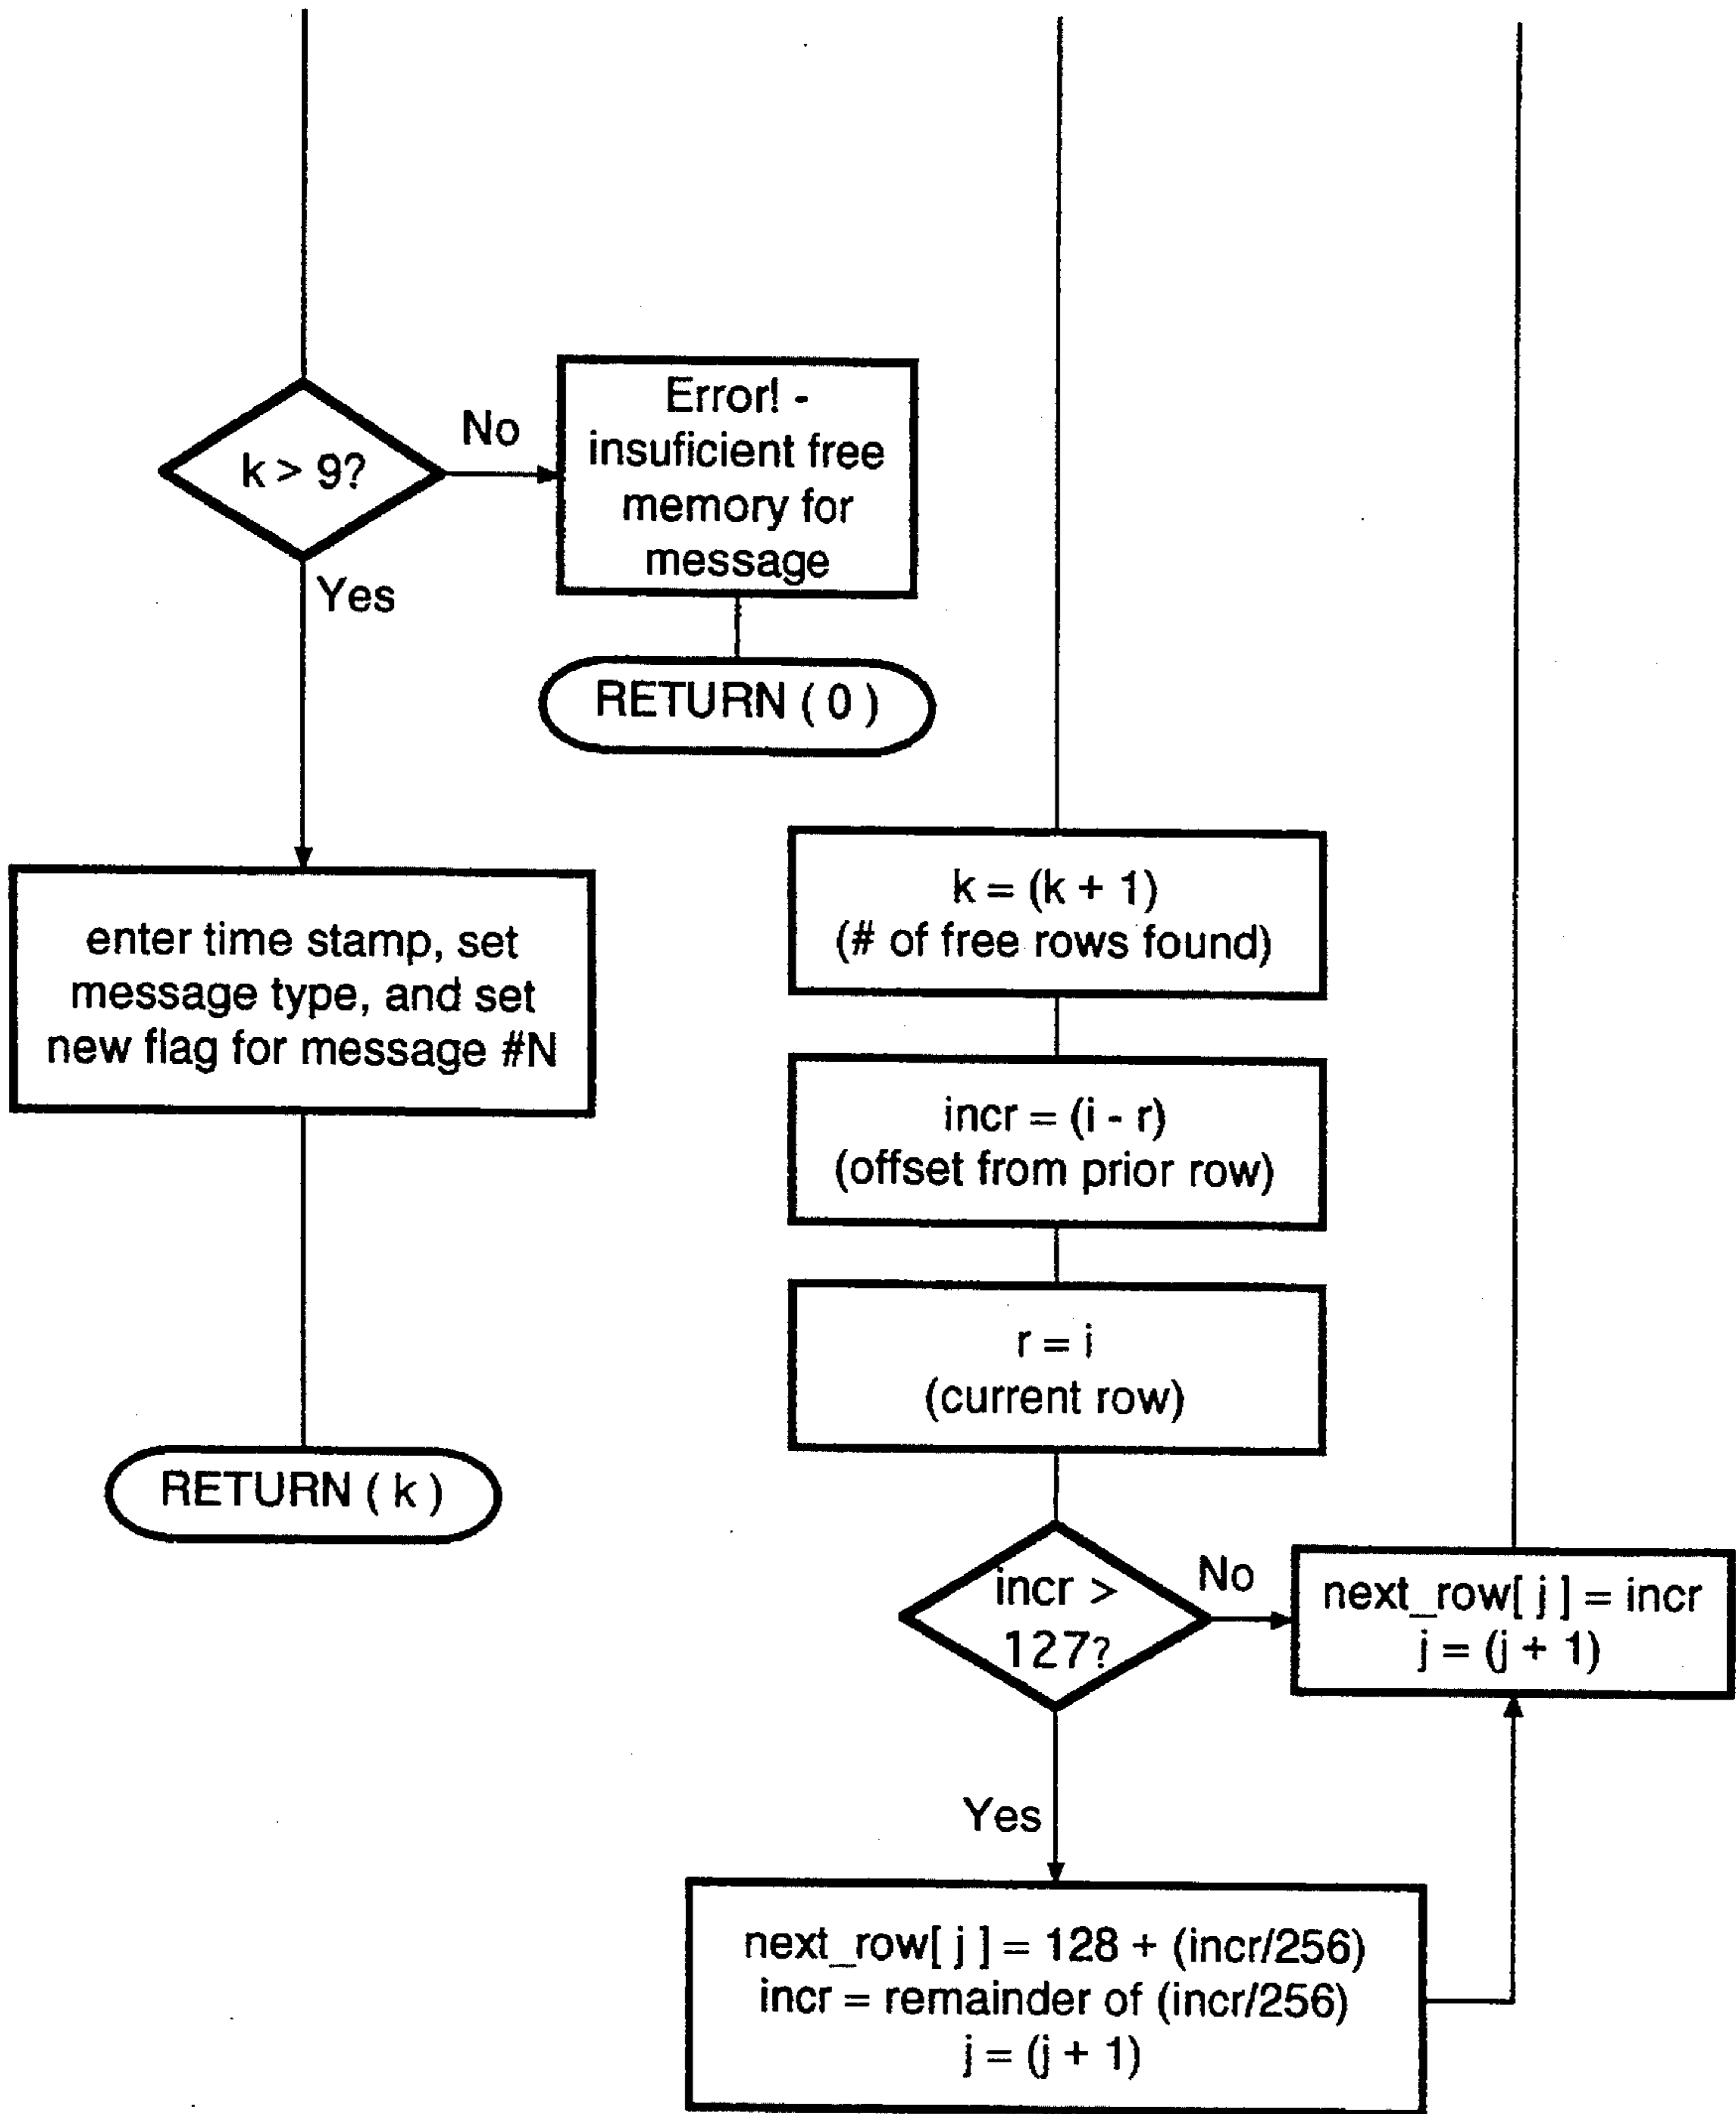 k > 9?
No
Yes
Error! -
insuficient free
memory for
message
RETURN ( 0 )
enter time stamp, set
message type, and set
new flag for message #N
RETURN ( k )
k = (k + 1)
(# of free rows found)
incr = (i - r)
(offset from prior row)
r = i
(current row)
incr >
127?
No
Yes
next_row[ j ] = incr
j = (j + 1)
next_row[ j ] = 128 + (incr/256)
incr = remainder of (incr/256)
j = (j + 1)